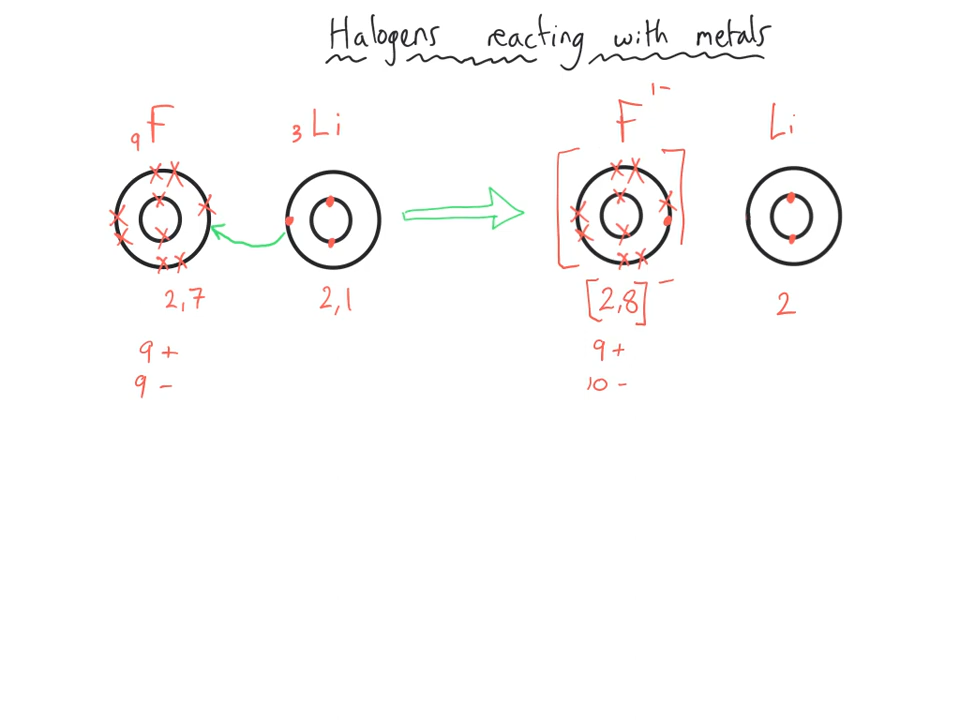 Halogens reacting with metals
₉F ₃Li F¹⁻ Li
2,7 2,1 [2,8]⁻ 2
9+ 9+
9- 10-